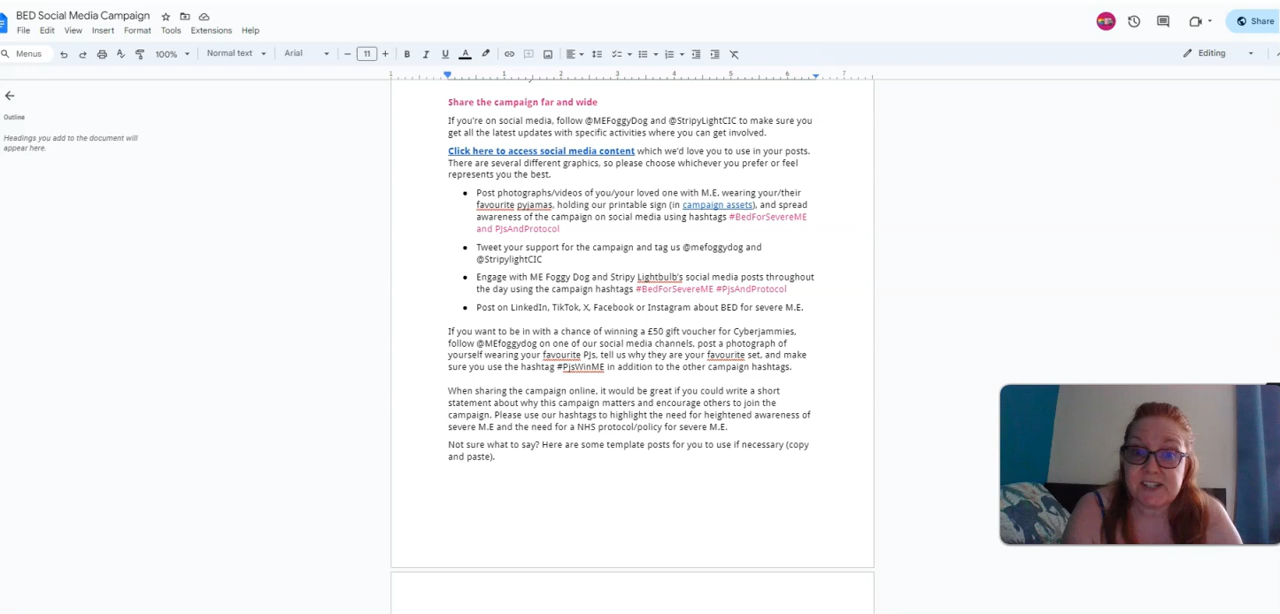 BED Social Media Campaign
File Edit View Insert Format Tools Extensions Help
Share
Menus 100% Normal text Arial 11 B I U A Editing
1 1 2 3 4 5 6 7
Outline
Headings you add to the document will
appear here.
Share the campaign far and wide
If you're on social media, follow @MEFoggyDog and @StripyLightCIC to make sure you
get all the latest updates with specific activities where you can get involved.
Click here to access social media content which we'd love you to use in your posts.
There are several different graphics, so please choose whichever you prefer or feel
represents you the best.
● Post photographs/videos of you/your loved one with M.E. wearing your/their
favourite pyjamas, holding our printable sign (in campaign assets), and spread
awareness of the campaign on social media using hashtags #BedForSevereME
and PJsAndProtocol
● Tweet your support for the campaign and tag us @mefoggydog and
@StripylightCIC
● Engage with ME Foggy Dog and Stripy Lightbulb's social media posts throughout
the day using the campaign hashtags #BedForSevereME #PjsAndProtocol
● Post on LinkedIn, TikTok, X, Facebook or Instagram about BED for severe M.E.
If you want to be in with a chance of winning a £50 gift voucher for Cyberjammies,
follow @MEfoggydog on one of our social media channels, post a photograph of
yourself wearing your favourite PJs, tell us why they are your favourite set, and make
sure you use the hashtag #PjsWinME in addition to the other campaign hashtags.
When sharing the campaign online, it would be great if you could write a short
statement about why this campaign matters and encourage others to join the
campaign. Please use our hashtags to highlight the need for heightened awareness of
severe M.E and the need for a NHS protocol/policy for severe M.E.
Not sure what to say? Here are some template posts for you to use if necessary (copy
and paste).